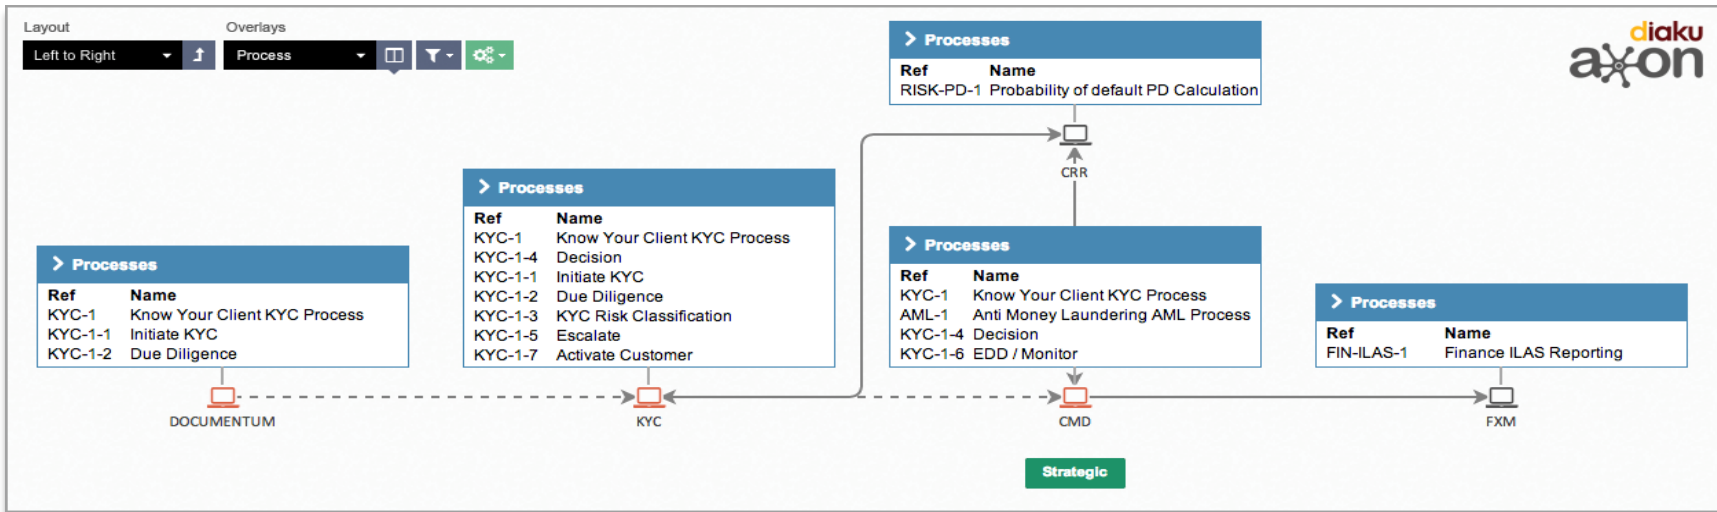 Layout
Overlays
Left to Right
Process
diaku
axon
Processes
Ref Name
RISK-PD-1 Probability of default PD Calculation
CRR
Processes
Ref Name
KYC-1 Know Your Client KYC Process
KYC-1-1 Initiate KYC
KYC-1-2 Due Diligence
DOCUMENTUM
Processes
Ref Name
KYC-1 Know Your Client KYC Process
KYC-1-4 Decision
KYC-1-1 Initiate KYC
KYC-1-2 Due Diligence
KYC-1-3 KYC Risk Classification
KYC-1-5 Escalate
KYC-1-7 Activate Customer
KYC
Processes
Ref Name
KYC-1 Know Your Client KYC Process
AML-1 Anti Money Laundering AML Process
KYC-1-4 Decision
KYC-1-6 EDD / Monitor
CMD
Processes
Ref Name
FIN-ILAS-1 Finance ILAS Reporting
FXM
Strategic